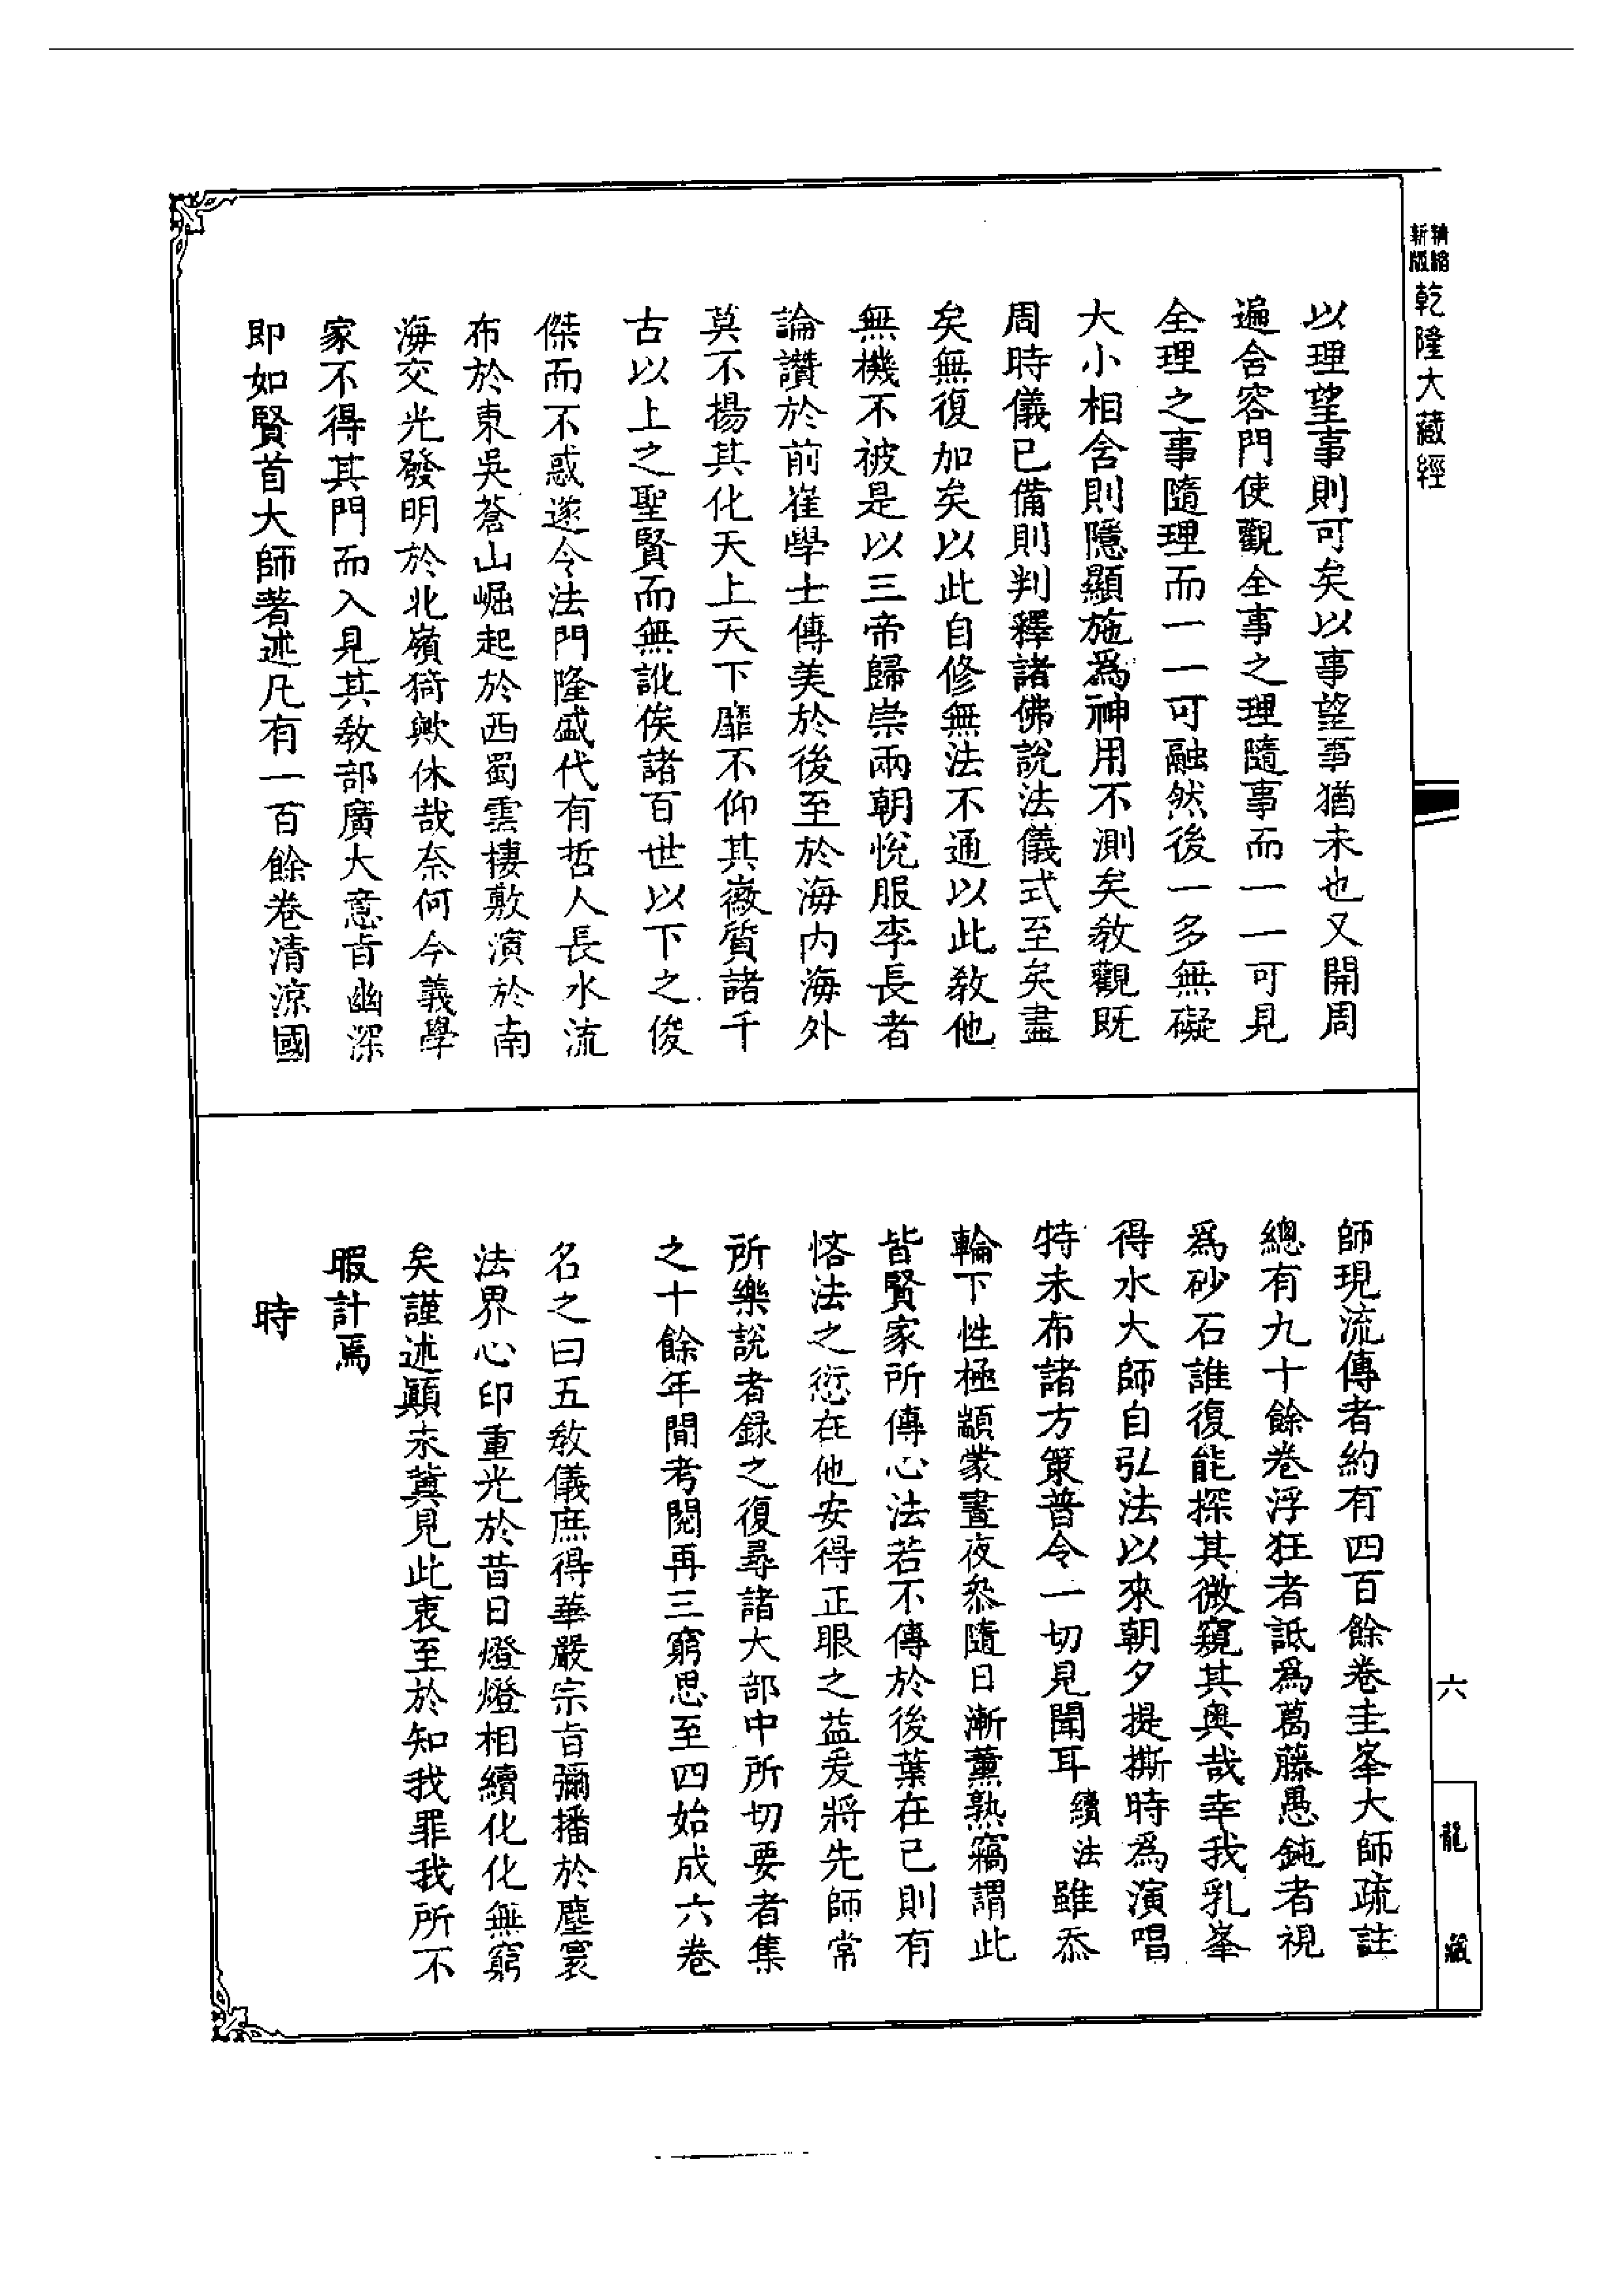 精縮
新版
乾隆大藏經
以理望事則可矣以事望事猶未也又開周
遍含容門使觀全事之理隨事而一一可見
全理之事隨理而一一可融然後一多無礙
大小相含則隱顯施為神用不測矣教觀既
周時儀已備則判釋諸佛說法儀式至矣盡
矣無復加矣以此自修無法不通以此教他
無機不被是以三帝歸崇兩朝悅服李長者
論讚於前崔學士傳美於後至於海內海外
莫不揚其化天上天下靡不仰其徽質諸千
古以上之聖賢而無訛俟諸百世以下之俊
傑而不惑遂令法門隆盛代有哲人長水流
布於東吳蒼山崛起於西蜀雲棲敷演於南
海交光發明於北嶺猗歟休哉奈何今義學
家不得其門而入見其教部廣大意旨幽深
即如賢首大師著述凡有一百餘卷清涼國
師現流傳者約有四百餘卷圭峯大師疏註
總有九十餘卷浮狂者詆為葛藤愚鈍者視
為砂石誰復能探其微窺其奧哉幸我乳峯
得水大師自弘法以來朝夕提撕時為演唱
特未布諸方策普令一切見聞耳續法雖忝
輪下性極顓蒙晝夜叅隨日漸薰熟竊謂此
皆賢家所傳心法若不傳於後葉在己則有
悋法之愆在他安得正眼之益爰將先師常
所樂說者録之復尋諸大部中所切要者集
之十餘年間考閱再三窮思至四始成六卷
名之曰五教儀庶得華嚴宗旨彌播於塵寰
法界心印重光於昔日燈燈相續化化無窮
矣謹述顛末冀見此衷至於知我罪我所不
暇計焉
時
六
龍藏